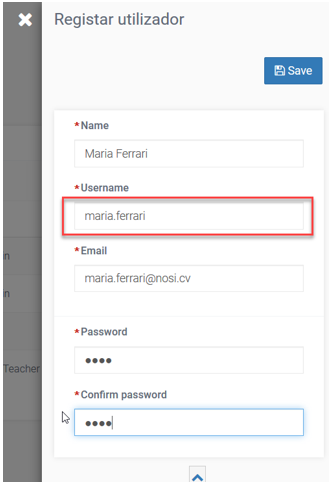 Registar utilizador
Save
*Name
Maria Ferrari
*Username
maria.ferrari
*Email
maria.ferrari@nosi.cv
*Password
●●●●
*Confirm password
●●●●
Teacher